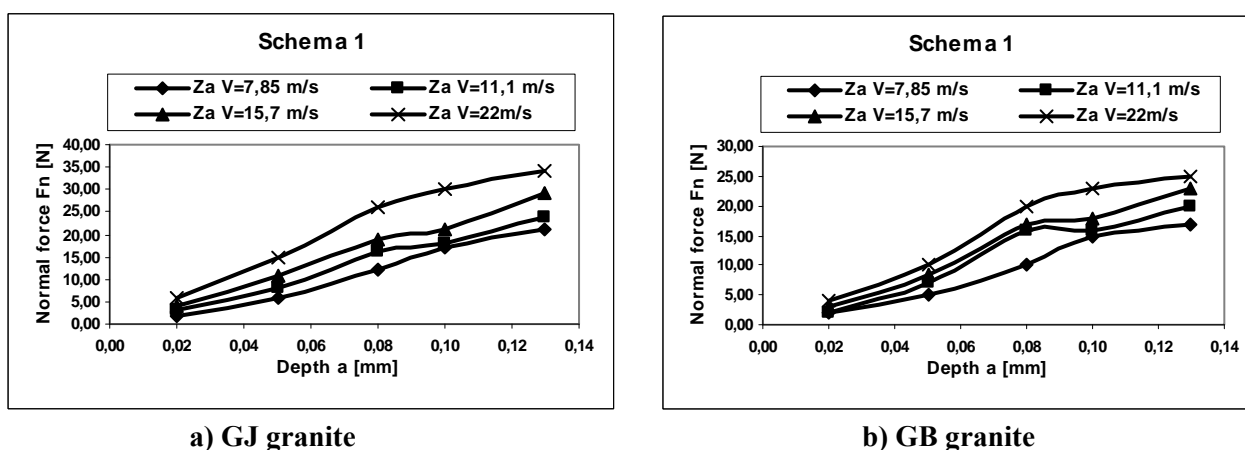 Schema 1
Za V=7,85 m/s Za V=11,1 m/s
Za V=15,7 m/s Za V=22m/s
Normal force Fn [N]
40,00
35,00
30,00
25,00
20,00
15,00
10,00
5,00
0,00
0,00 0,02 0,04 0,06 0,08 0,10 0,12 0,14
Depth a [mm]
a) GJ granite
Schema 1
Za V=7,85 m/s Za V=11,1 m/s
Za V=15,7 m/s Za V=22m/s
Normal force Fn [N]
30,00
25,00
20,00
15,00
10,00
5,00
0,00
0,00 0,02 0,04 0,06 0,08 0,10 0,12 0,14
Depth a [mm]
b) GB granite